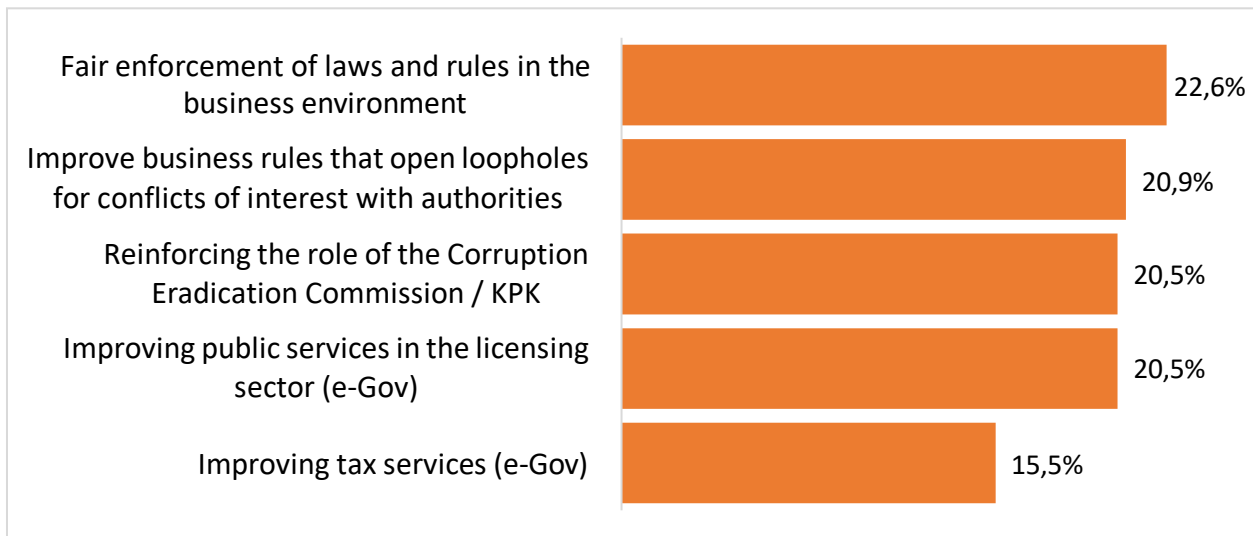 Fair enforcement of laws and rules in the
business environment
22,6%
Improve business rules that open loopholes
for conflicts of interest with authorities
20,9%
Reinforcing the role of the Corruption
Eradication Commission / KPK
20,5%
Improving public services in the licensing
sector (e-Gov)
20,5%
Improving tax services (e-Gov)
15,5%